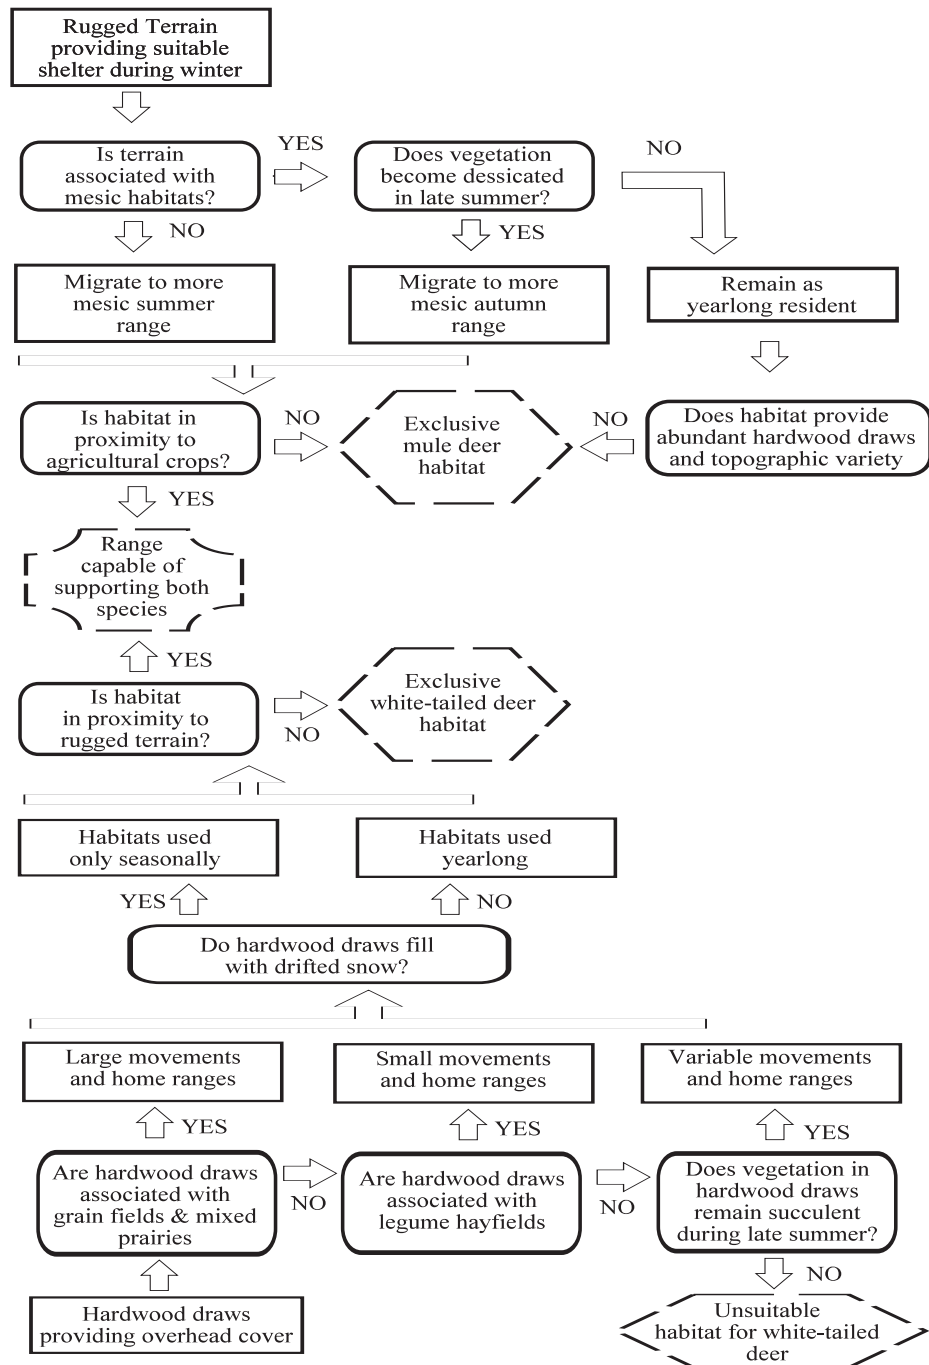 Rugged Terrain
providing suitable
shelter during winter
Is terrain
associated with
mesic habitats?
YES
Does vegetation
become dessicated
in late summer?
NO
NO
YES
Migrate to more
mesic summer
range
Migrate to more
mesic autumn
range
Remain as
yearlong resident
Is habitat in
proximity to
agricultural crops?
NO
Exclusive
mule deer
habitat
NO
Does habitat provide
abundant hardwood draws
and topographic variety
YES
Range
capable of
supporting both
species
YES
Is habitat
in proximity to
rugged terrain?
NO
Exclusive
white-tailed deer
habitat
Habitats used
only seasonally
Habitats used
yearlong
YES
NO
Do hardwood draws fill
with drifted snow?
Large movements
and home ranges
Small movements
and home ranges
Variable movements
and home ranges
YES
YES
YES
Are hardwood draws
associated with
grain fields & mixed
prairies
NO
Are hardwood draws
associated with
legume hayfields
NO
Does vegetation in
hardwood draws
remain succulent
during late summer?
NO
Hardwood draws
providing overhead cover
Unsuitable
habitat for white-tailed
deer